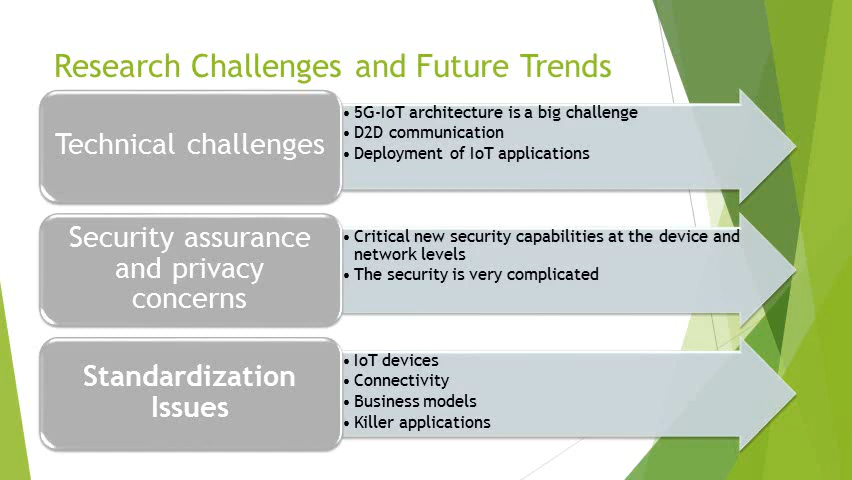 Research Challenges and Future Trends
Technical challenges
• 5G-IoT architecture is a big challenge
• D2D communication
• Deployment of IoT applications
Security assurance
and privacy
concerns
• Critical new security capabilities at the device and
network levels
• The security is very complicated
Standardization
Issues
• IoT devices
• Connectivity
• Business models
• Killer applications